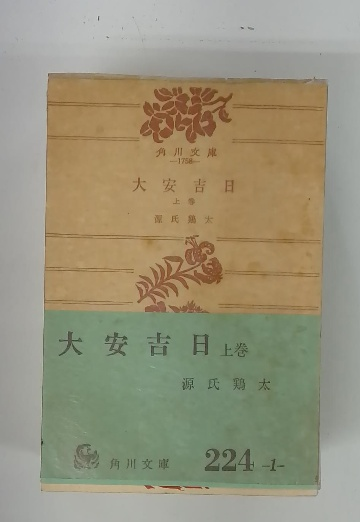 角川文庫
—1758—
大安吉日
上巻
源氏鶏太
大安吉日 上巻
源氏鶏太
角川文庫 224 -1-